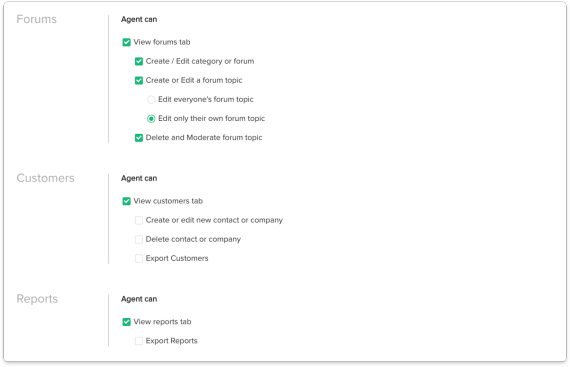 Forums
Agent can
View forums tab
Create / Edit category or forum
Create or Edit a forum topic
Edit everyone's forum topic
Edit only their own forum topic
Delete and Moderate forum topic
Customers
Agent can
View customers tab
Create or edit new contact or company
Delete contact or company
Export Customers
Reports
Agent can
View reports tab
Export Reports